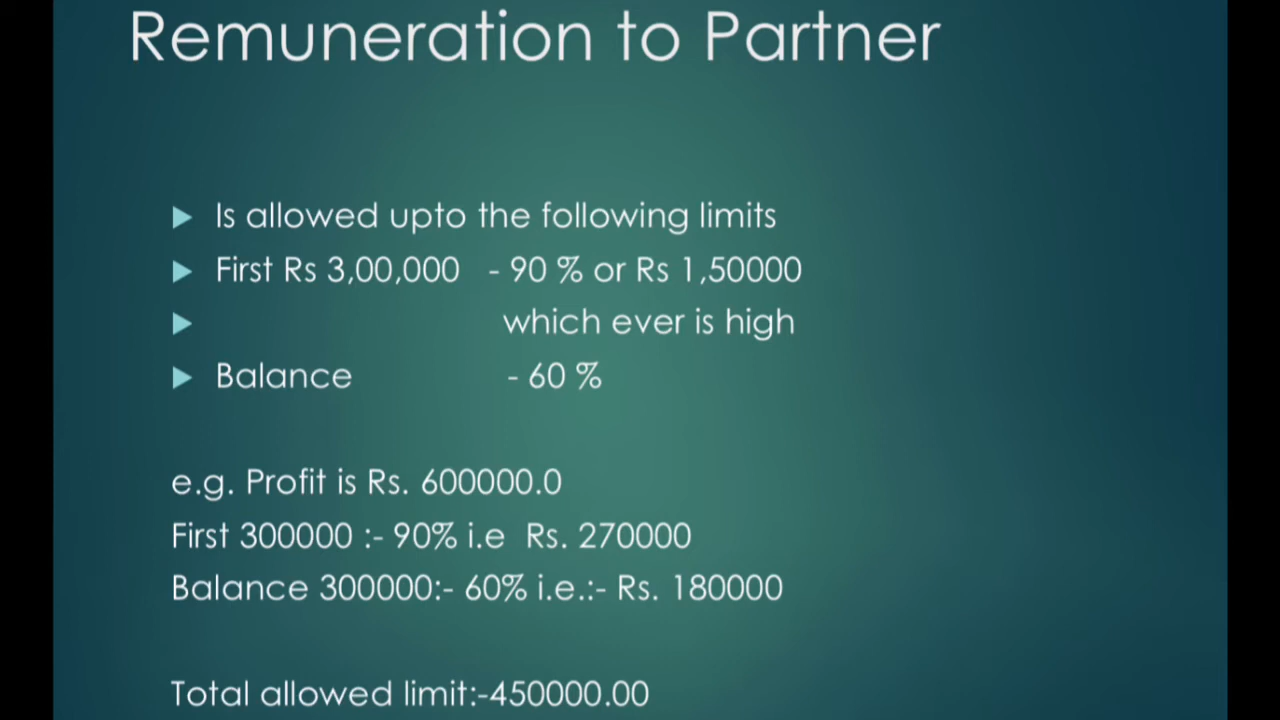 Remuneration to Partner
Is allowed upto the following limits
First Rs 3,00,000 - 90 % or Rs 1,50000
which ever is high
Balance - 60 %
e.g. Profit is Rs. 600000.0
First 300000 :- 90% i.e Rs. 270000
Balance 300000:- 60% i.e.:- Rs. 180000
Total allowed limit:-450000.00